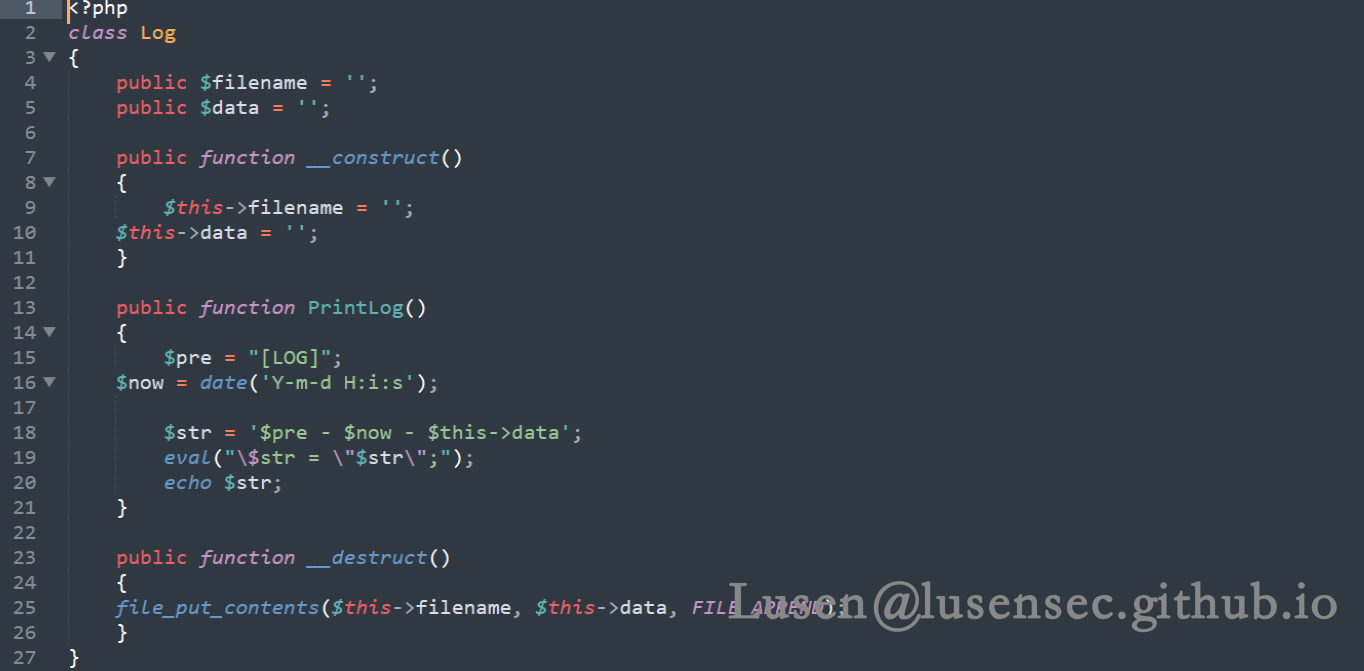 1 <?php
2 class Log
3 {
4 public $filename = '';
5 public $data = '';
6
7 public function __construct()
8 {
9 $this->filename = '';
10 $this->data = '';
11 }
12
13 public function PrintLog()
14 {
15 $pre = "[LOG]";
16 $now = date('Y-m-d H:i:s');
17
18 $str = '$pre - $now - $this->data';
19 eval("\$str = \"$str\";");
20 echo $str;
21 }
22
23 public function __destruct()
24 {
25 file_put_contents($this->filename, $this->data, FILE_APPEND);
26 }
27 }
Lusen@lusensec.github.io